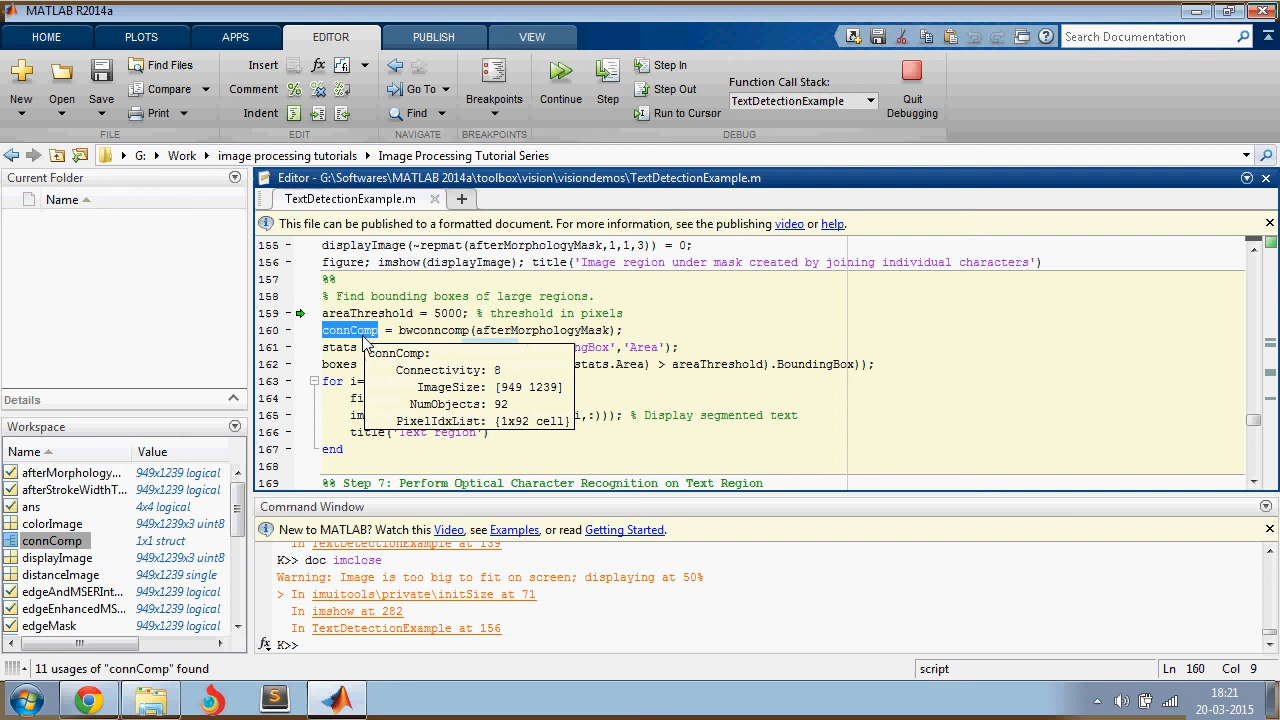 MATLAB R2014a
HOME PLOTS APPS EDITOR PUBLISH VIEW
Search Documentation
New Open Save
Find Files
Compare
Print
FILE
Insert
Comment
Indent
EDIT
Go To
Find
NAVIGATE
Breakpoints
BREAKPOINTS
Continue Step
Step In
Step Out
Run to Cursor
Function Call Stack:
TextDetectionExample
DEBUG
Quit Debugging
G: Work image processing tutorials Image Processing Tutorial Series
Current Folder
Name
Details
Workspace
Name Value
afterMorphology... 949x1239 logical
afterStrokeWidthT... 949x1239 logical
ans 4x4 logical
colorImage 949x1239x3 uint8
connComp 1x1 struct
displayImage 949x1239x3 uint8
distanceImage 949x1239 single
edgeAndMSERInt... 949x1239 logical
edgeEnhancedMS... 949x1239 logical
edgeMask 949x1239 logical
Editor - G:\Softwares\MATLAB 2014a\toolbox\vision\visiondemos\TextDetectionExample.m
TextDetectionExample.m
This file can be published to a formatted document. For more information, see the publishing video or help.
155 - displayImage(~repmat(afterMorphologyMask,1,1,3)) = 0;
156 - figure; imshow(displayImage); title('Image region under mask created by joining individual characters')
157 %%
158 % Find bounding boxes of large regions.
159 - areaThreshold = 5000; % threshold in pixels
160 - connComp = bwconncomp(afterMorphologyMask);
161 - stats ngBox','Area');
162 - boxes stats.Area) > areaThreshold).BoundingBox));
163 - for i=
164 - fi
165 - im i,:))); % Display segmented text
166 - title('Text region')
167 - end
168
169 %% Step 7: Perform Optical Character Recognition on Text Region
connComp:
Connectivity: 8
ImageSize: [949 1239]
NumObjects: 92
PixelIdxList: {1x92 cell}
Command Window
New to MATLAB? Watch this Video, see Examples, or read Getting Started.
In TextDetectionExample at 139
K>> doc imclose
Warning: Image is too big to fit on screen; displaying at 50%
> In imuitools\private\initSize at 71
In imshow at 282
In TextDetectionExample at 156
fx K>>
11 usages of "connComp" found
script
Ln 160 Col 9
18:21
20-03-2015